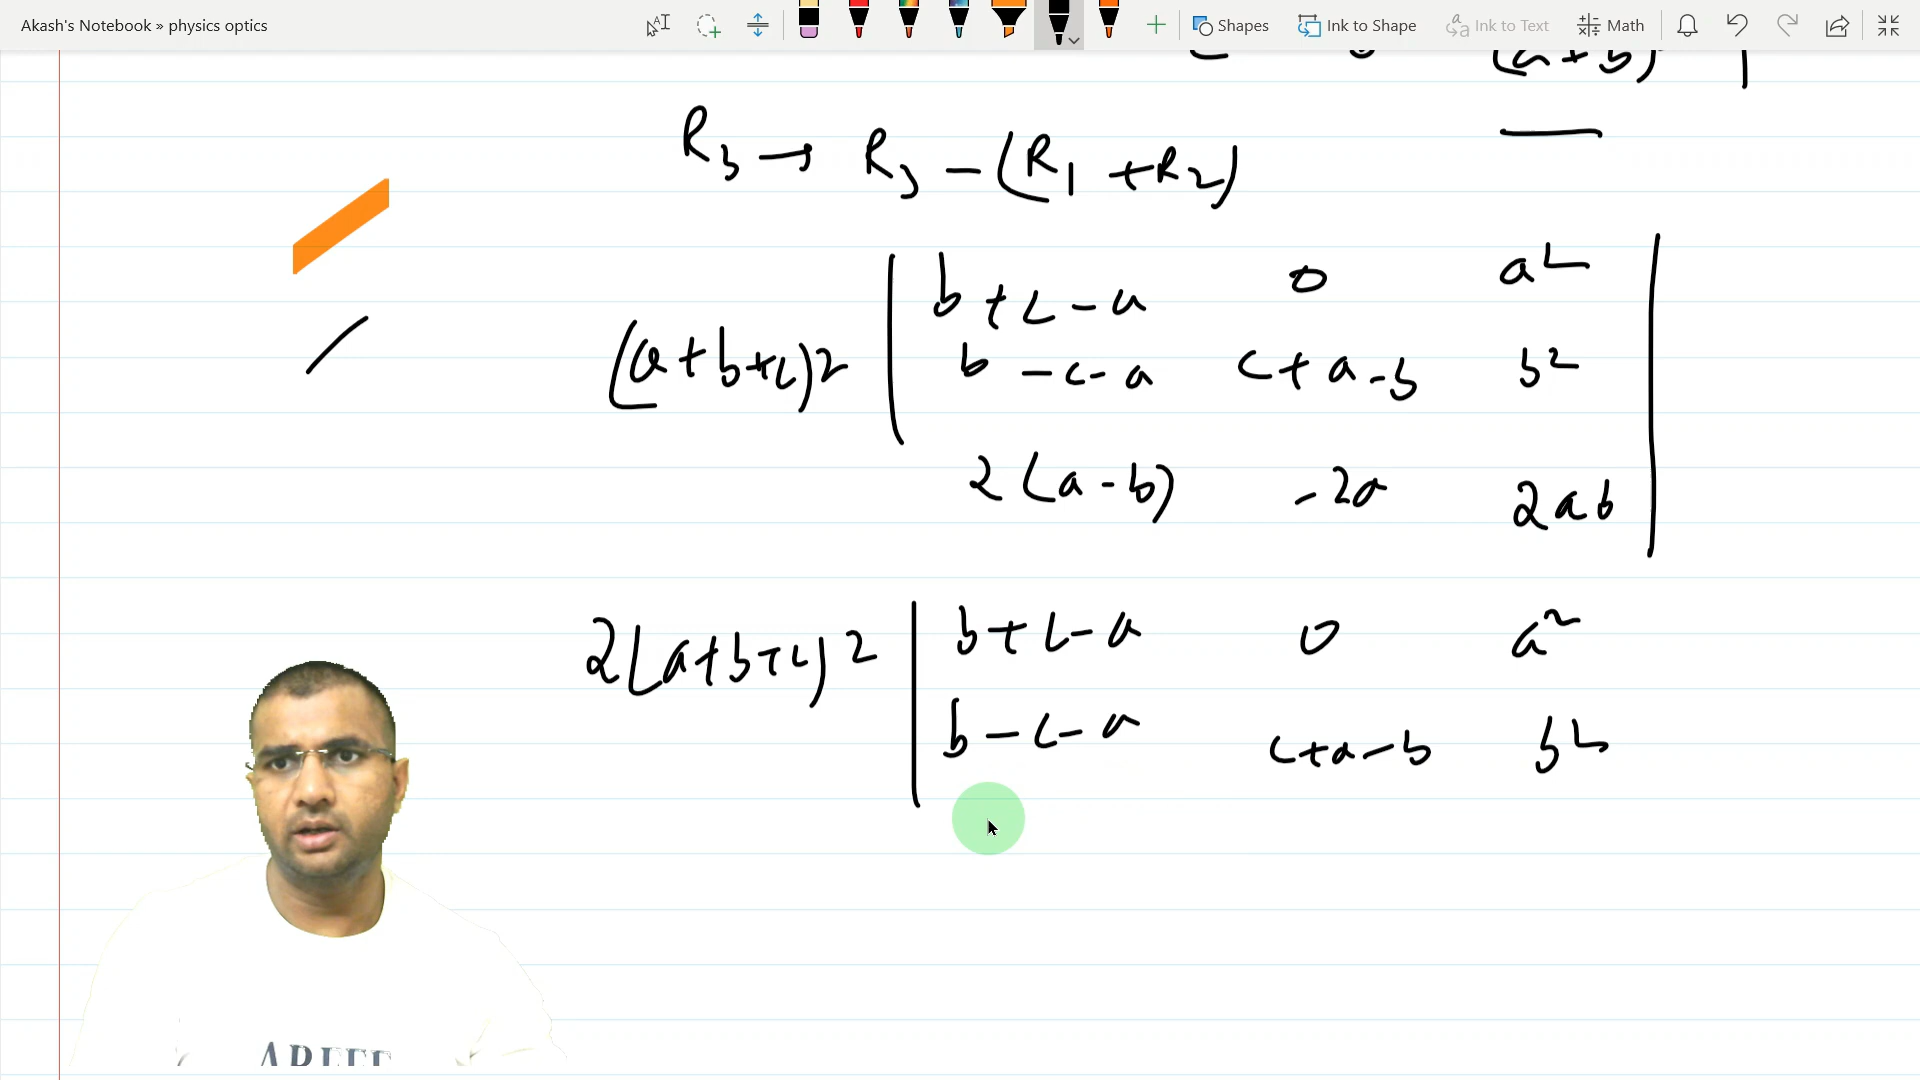 Akash's Notebook » physics optics
Shapes Ink to Shape Ink to Text Math
(a+b)²
R₃ → R₃ - (R₁ + R₂)
b + c - a 0 a²
(a+b+c)² b - c - a c + a - b b²
2(a-b) -2a 2ab
2(a+b+c)² b+c-a 0 a²
b-c-a c+a-b b²